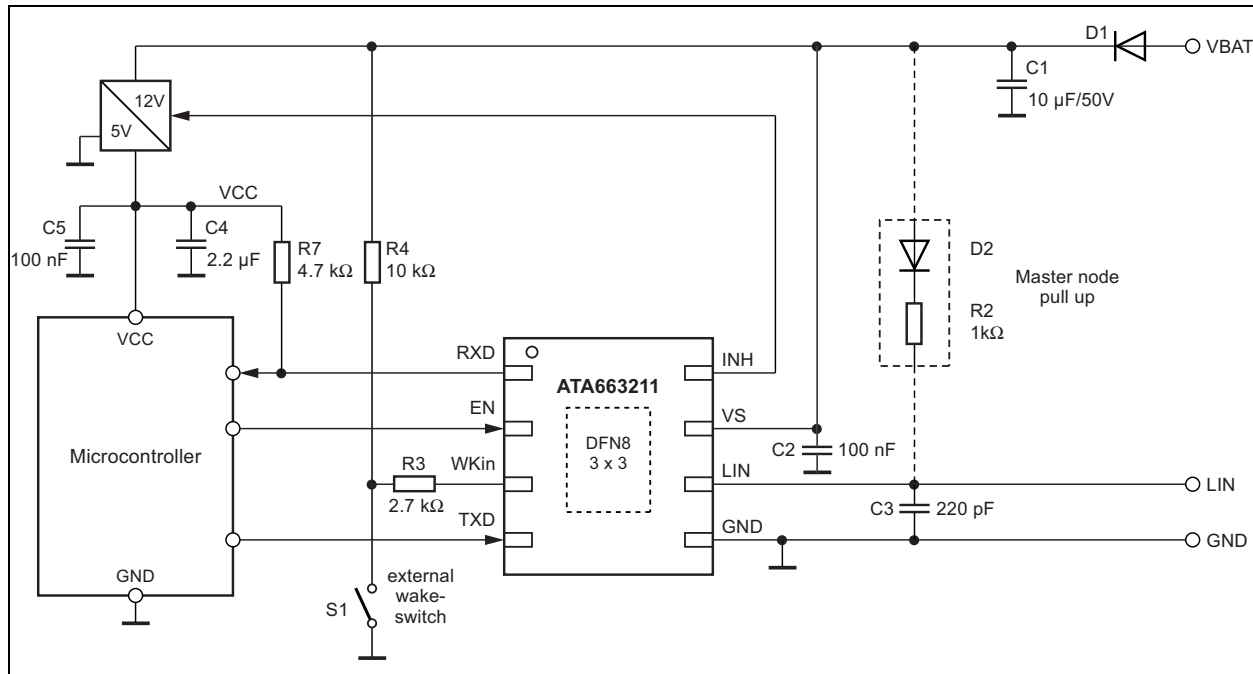 D1
VBAT
C1
10 µF/50V
12V
5V
VCC
C5
100 nF
C4
2.2 µF
R7
4.7 kΩ
R4
10 kΩ
D2
Master node
pull up
R2
1kΩ
VCC
RXD
INH
ATA663211
EN
VS
DFN8
3 x 3
C2
100 nF
Microcontroller
R3
2.7 kΩ
WKin
LIN
LIN
C3
220 pF
TXD
GND
GND
GND
S1
external
wake-
switch